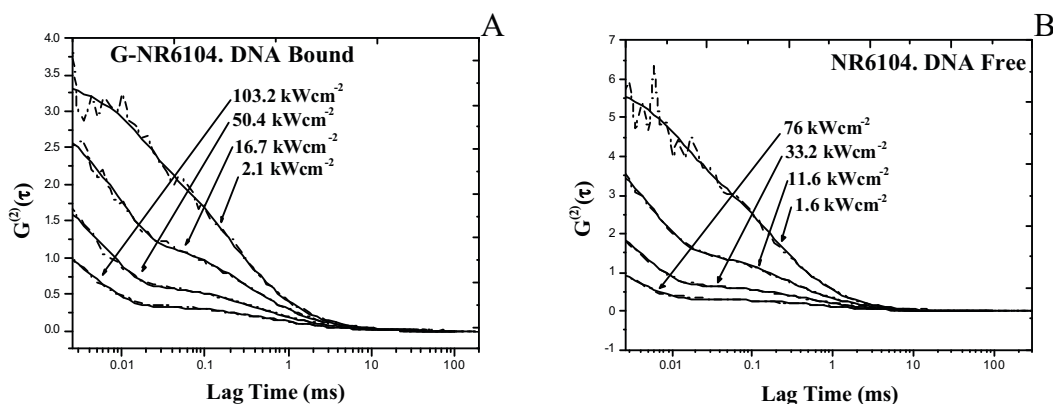 A
G-NR6104. DNA Bound
4.0
3.5
3.0
2.5
2.0
1.5
1.0
0.5
0.0
G(2)(τ)
103.2 kWcm-2
50.4 kWcm-2
16.7 kWcm-2
2.1 kWcm-2
0.01 0.1 1 10 100
Lag Time (ms)
B
NR6104. DNA Free
7
6
5
4
3
2
1
0
-1
G(2)(τ)
76 kWcm-2
33.2 kWcm-2
11.6 kWcm-2
1.6 kWcm-2
0.01 0.1 1 10 100
Lag Time (ms)